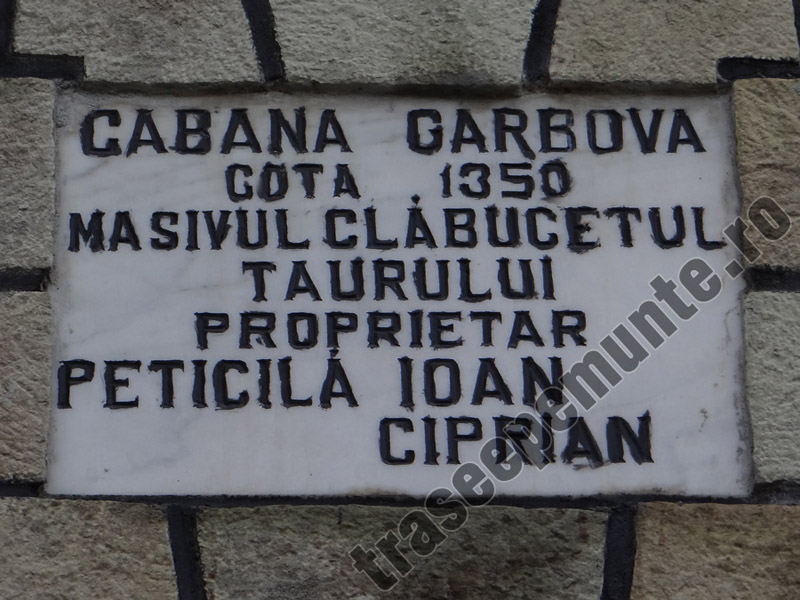 CABANA GARBOVA
COTA 1350
MASIVUL CLĂBUCETUL
TAURULUI
PROPRIETAR
PETICILĂ IOAN
CIPRIAN
traseepemunte.ro